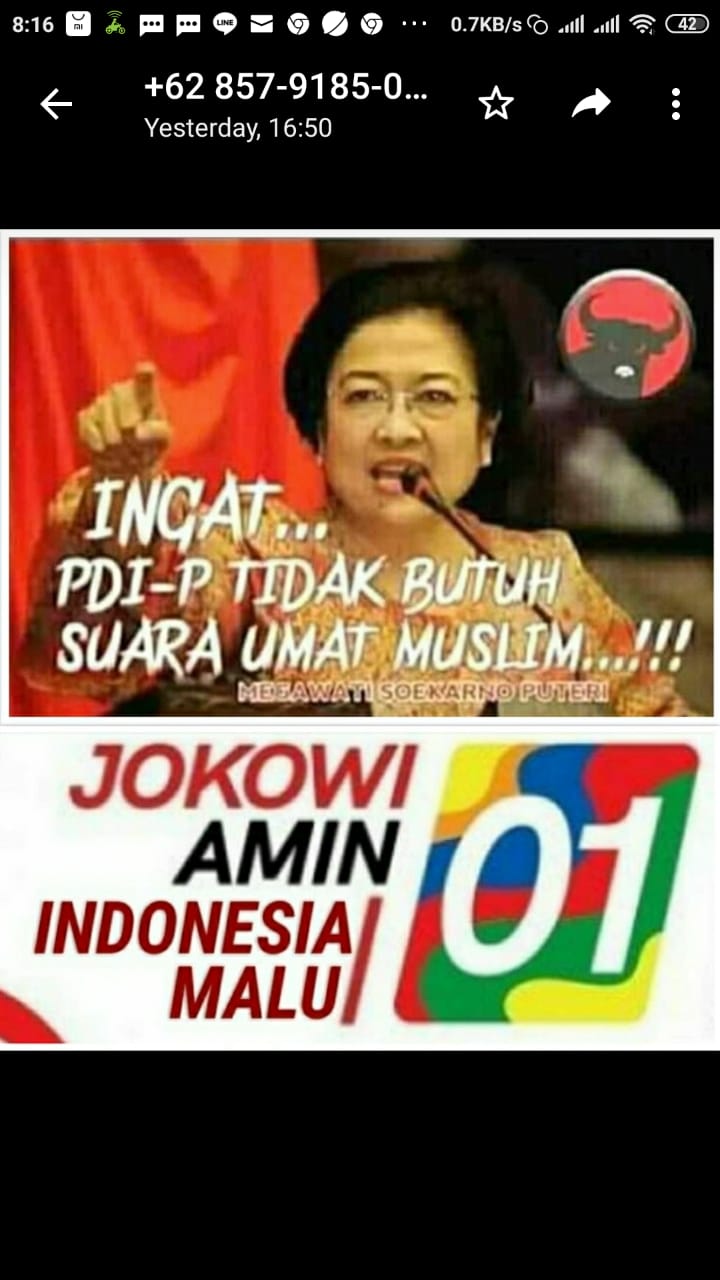 8:16
LINE
0.7KB/s
42
+62 857-9185-0...
Yesterday, 16:50
INGAT...
PDI-P TIDAK BUTUH
SUARA UMAT MUSLIM...!!!
MEGAWATI SOEKARNO PUTERI
JOKOWI
AMIN
INDONESIA
MALU
01